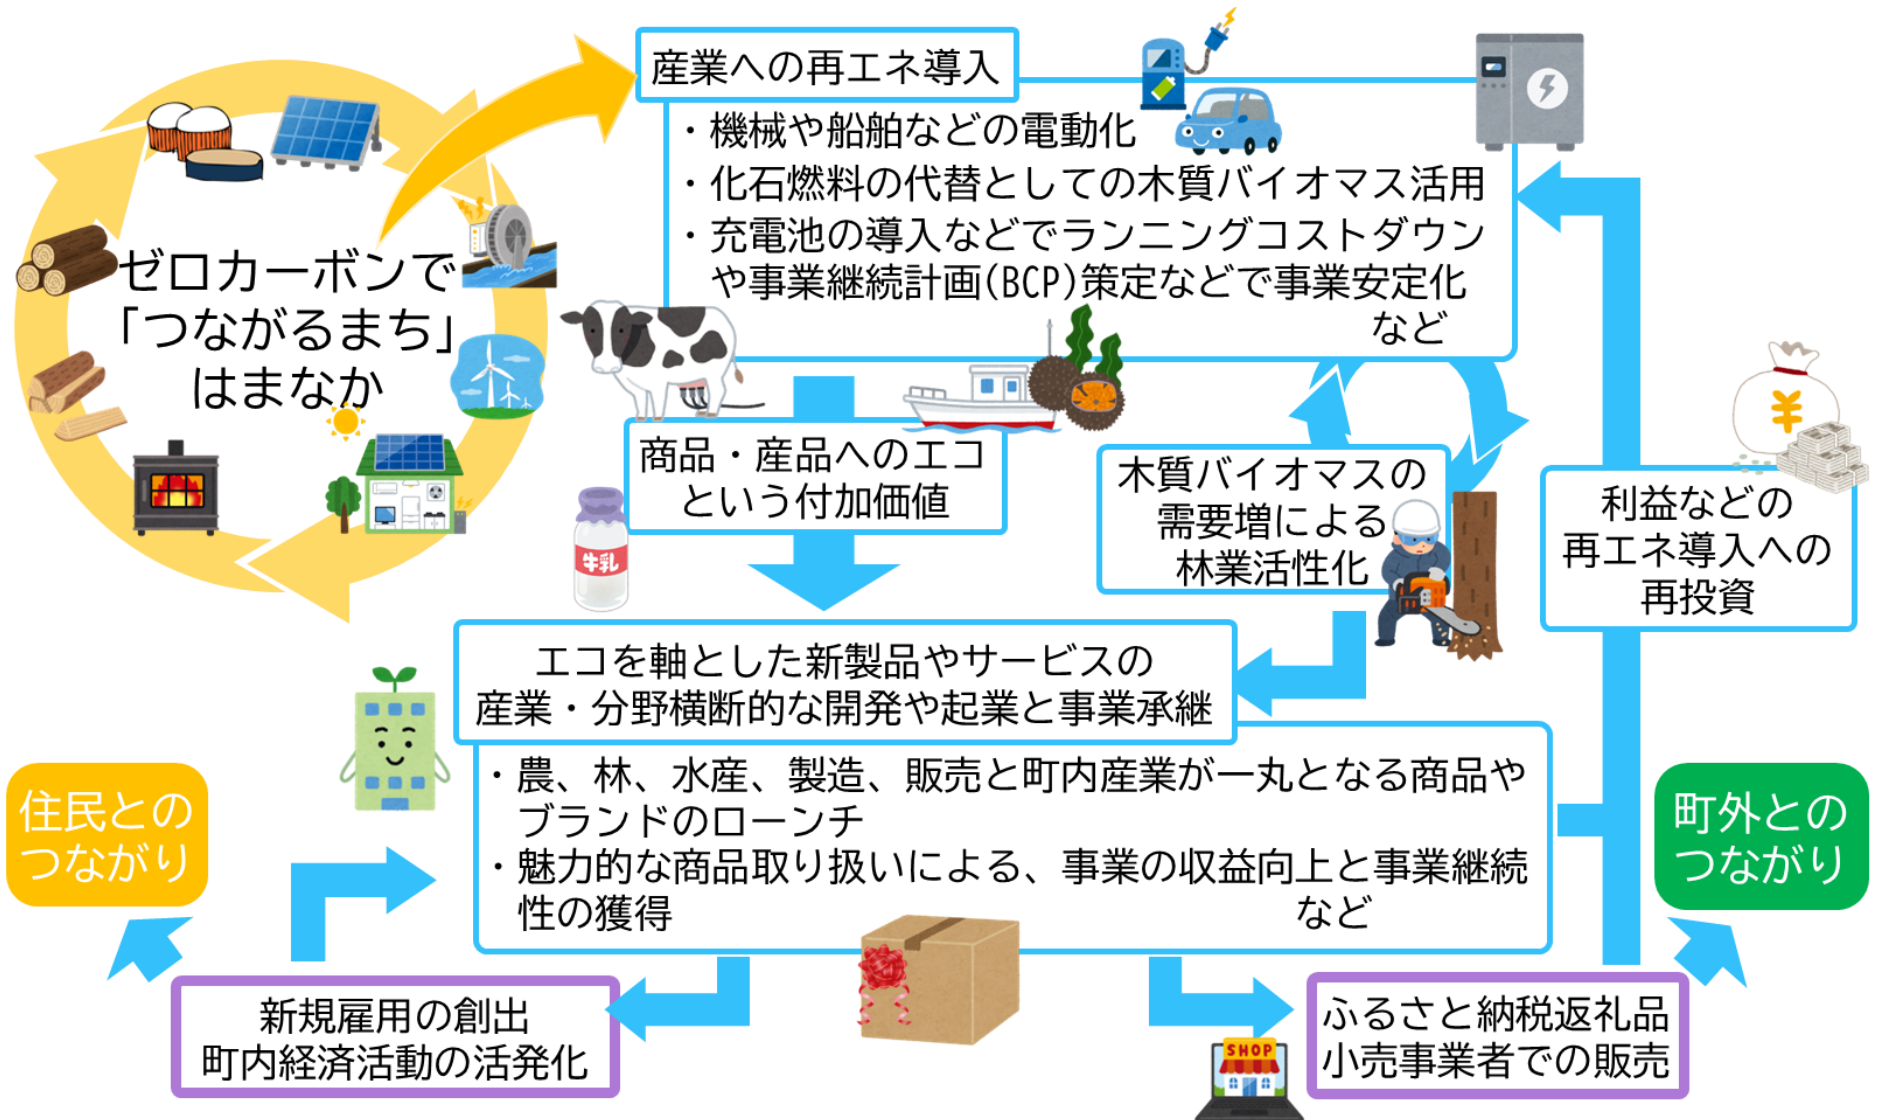 産業への再エネ導入
・機械や船舶などの電動化
・化石燃料の代替としての木質バイオマス活用
・充電池の導入などでランニングコストダウン
や事業継続計画(BCP)策定などで事業安定化
など
ゼロカーボンで
「つながるまち」
はまなか
商品・産品へのエコ
という付加価値
牛乳
木質バイオマスの
需要増による
林業活性化
¥
利益などの
再エネ導入への
再投資
エコを軸とした新製品やサービスの
産業・分野横断的な開発や起業と事業承継
・農、林、水産、製造、販売と町内産業が一丸となる商品や
ブランドのローンチ
・魅力的な商品取り扱いによる、事業の収益向上と事業継続
性の獲得
など
住民との
つながり
町外との
つながり
新規雇用の創出
町内経済活動の活発化
ふるさと納税返礼品
小売事業者での販売
SHOP